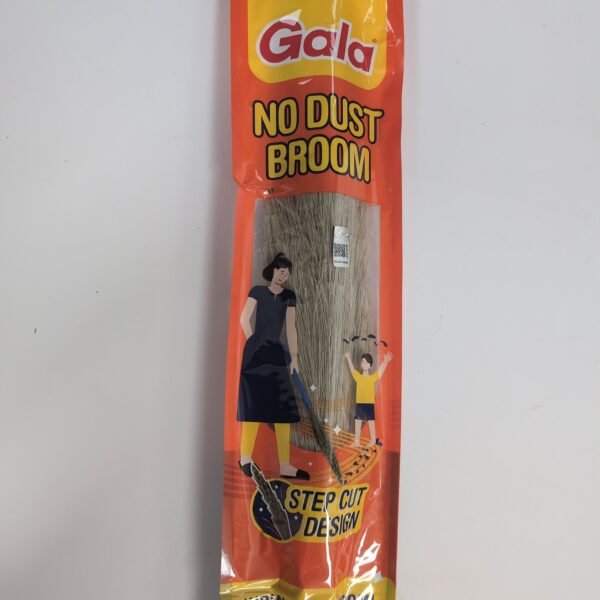 Gala
NO DUST
BROOM
STEP CUT
DESIGN